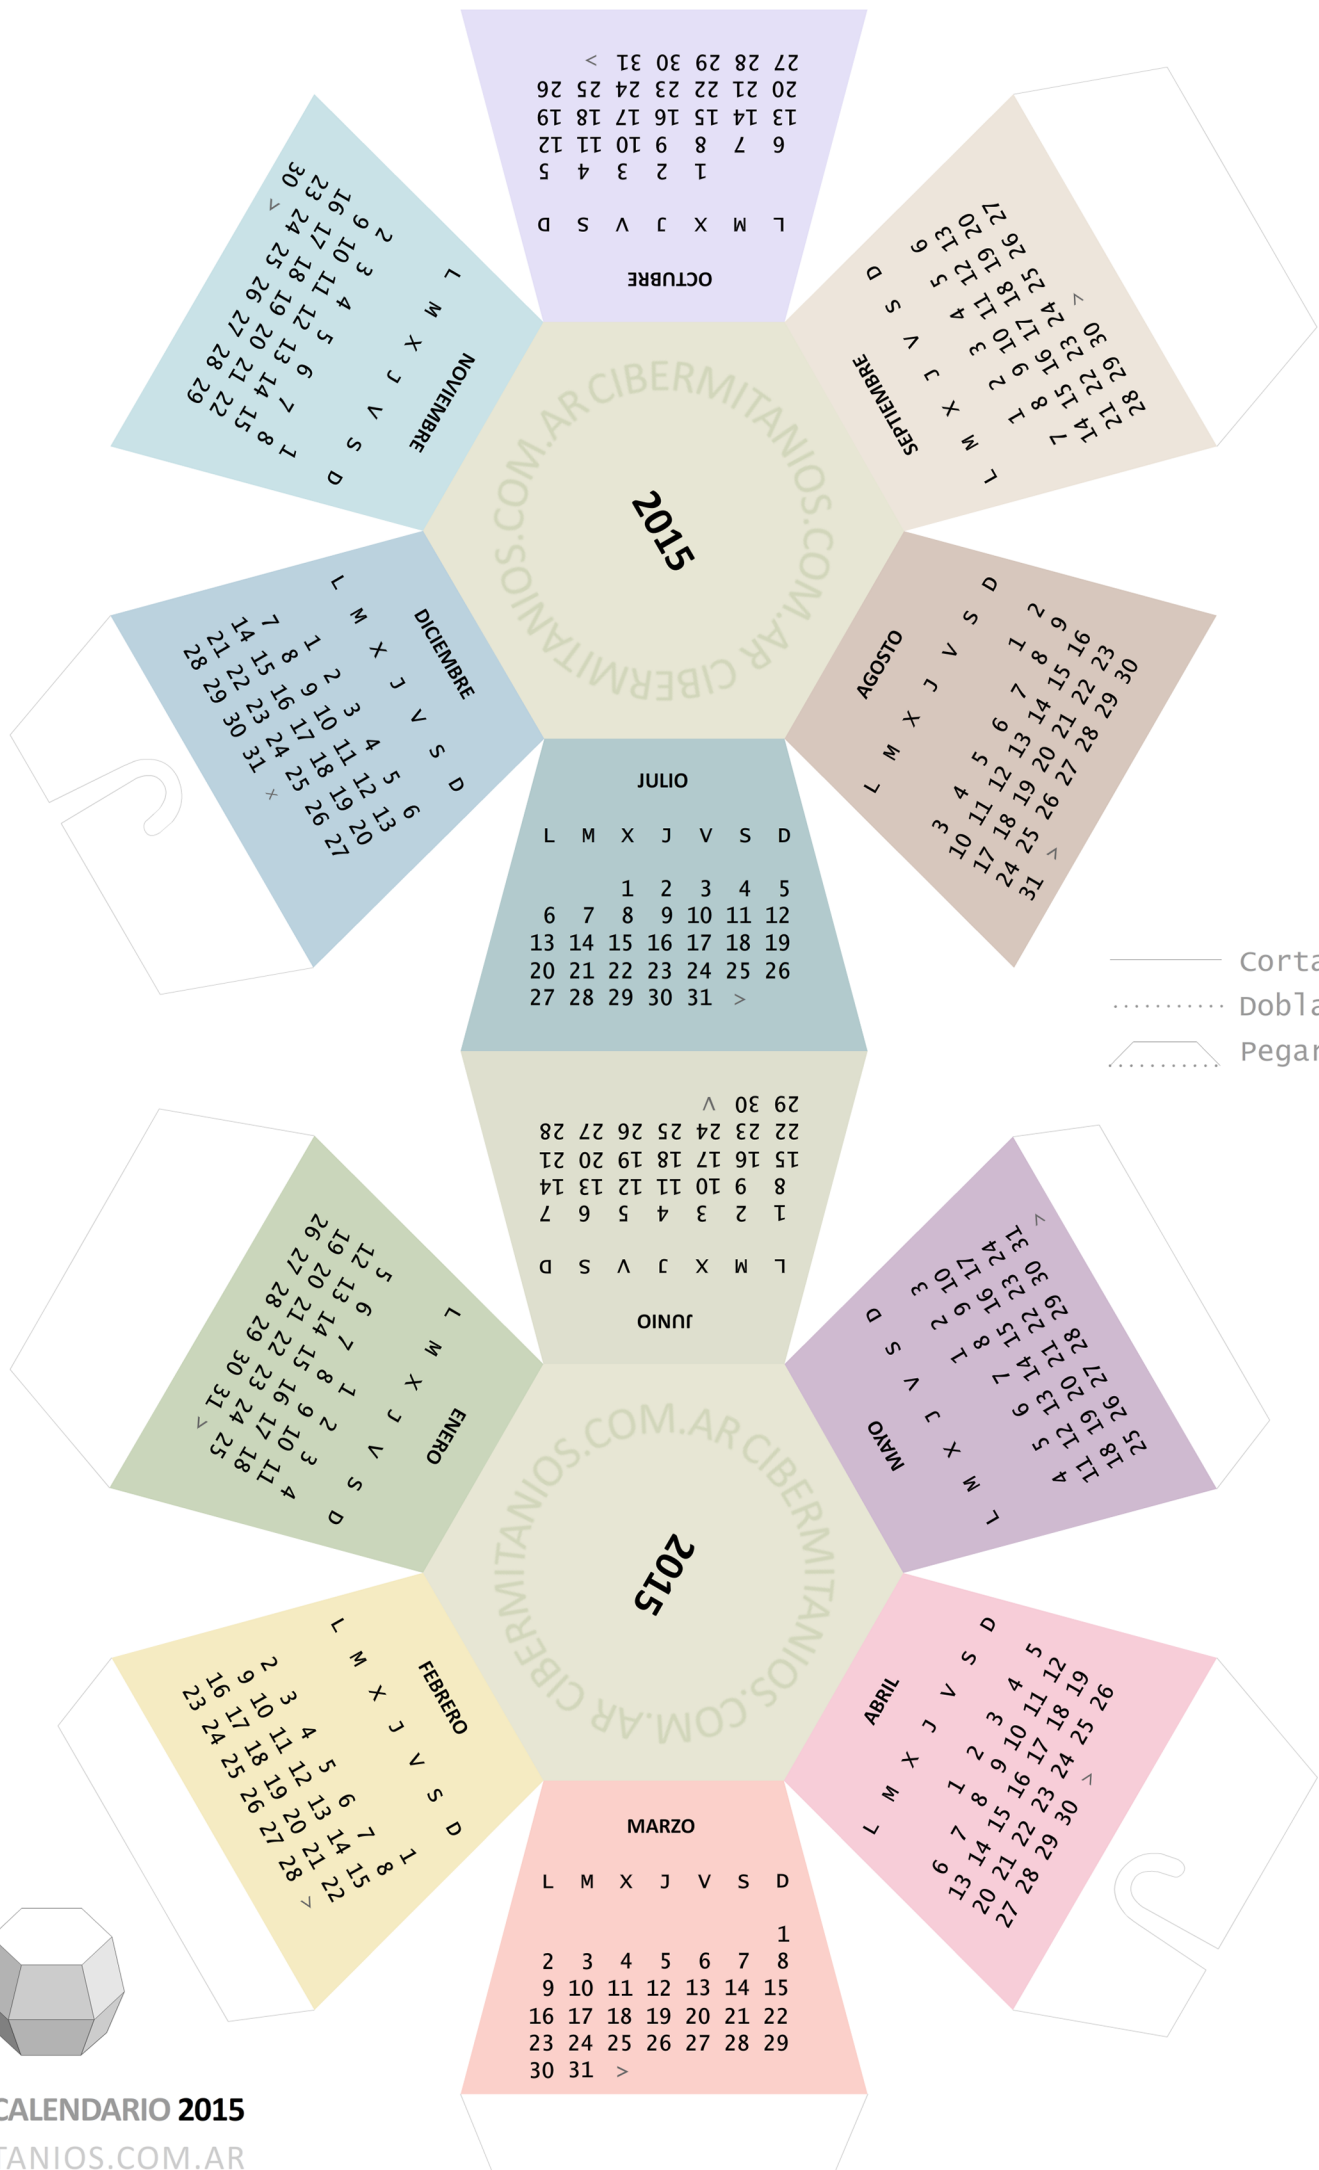 OCTUBRE
L M X J V S D
1 2 3 4 5
6 7 8 9 10 11 12
13 14 15 16 17 18 19
20 21 22 23 24 25 26
27 28 29 30 31 >
NOVIEMBRE
L M X J V S D
1
2 3 4 5 6 7 8
9 10 11 12 13 14 15
16 17 18 19 20 21 22
23 24 25 26 27 28 29
30 >
SEPTIEMBRE
L M X J V S D
1 2 3 4 5 6
7 8 9 10 11 12 13
14 15 16 17 18 19 20
21 22 23 24 25 26 27
28 29 30 >
CIBERMITANIOS.COM.AR CIBERMITANIOS.COM.AR
2015
DICIEMBRE
L M X J V S D
1 2 3 4 5 6
7 8 9 10 11 12 13
14 15 16 17 18 19 20
21 22 23 24 25 26 27
28 29 30 31 x
AGOSTO
L M X J V S D
1 2
3 4 5 6 7 8 9
10 11 12 13 14 15 16
17 18 19 20 21 22 23
24 25 26 27 28 29 30
31 >
JULIO
L M X J V S D
1 2 3 4 5
6 7 8 9 10 11 12
13 14 15 16 17 18 19
20 21 22 23 24 25 26
27 28 29 30 31 >
Corta
Dobla
Pegar
JUNIO
L M X J V S D
1 2 3 4 5 6 7
8 9 10 11 12 13 14
15 16 17 18 19 20 21
22 23 24 25 26 27 28
29 30 >
ENERO
L M X J V S D
1 2 3 4
5 6 7 8 9 10 11
12 13 14 15 16 17 18
19 20 21 22 23 24 25
26 27 28 29 30 31 >
MAYO
L M X J V S D
1 2 3
4 5 6 7 8 9 10
11 12 13 14 15 16 17
18 19 20 21 22 23 24
25 26 27 28 29 30 31 >
CIBERMITANIOS.COM.AR CIBERMITANIOS.COM.AR
2015
FEBRERO
L M X J V S D
1
2 3 4 5 6 7 8
9 10 11 12 13 14 15
16 17 18 19 20 21 22
23 24 25 26 27 28 >
ABRIL
L M X J V S D
1 2 3 4 5
6 7 8 9 10 11 12
13 14 15 16 17 18 19
20 21 22 23 24 25 26
27 28 29 30 >
MARZO
L M X J V S D
1
2 3 4 5 6 7 8
9 10 11 12 13 14 15
16 17 18 19 20 21 22
23 24 25 26 27 28 29
30 31 >
CALENDARIO 2015
TANIOS.COM.AR